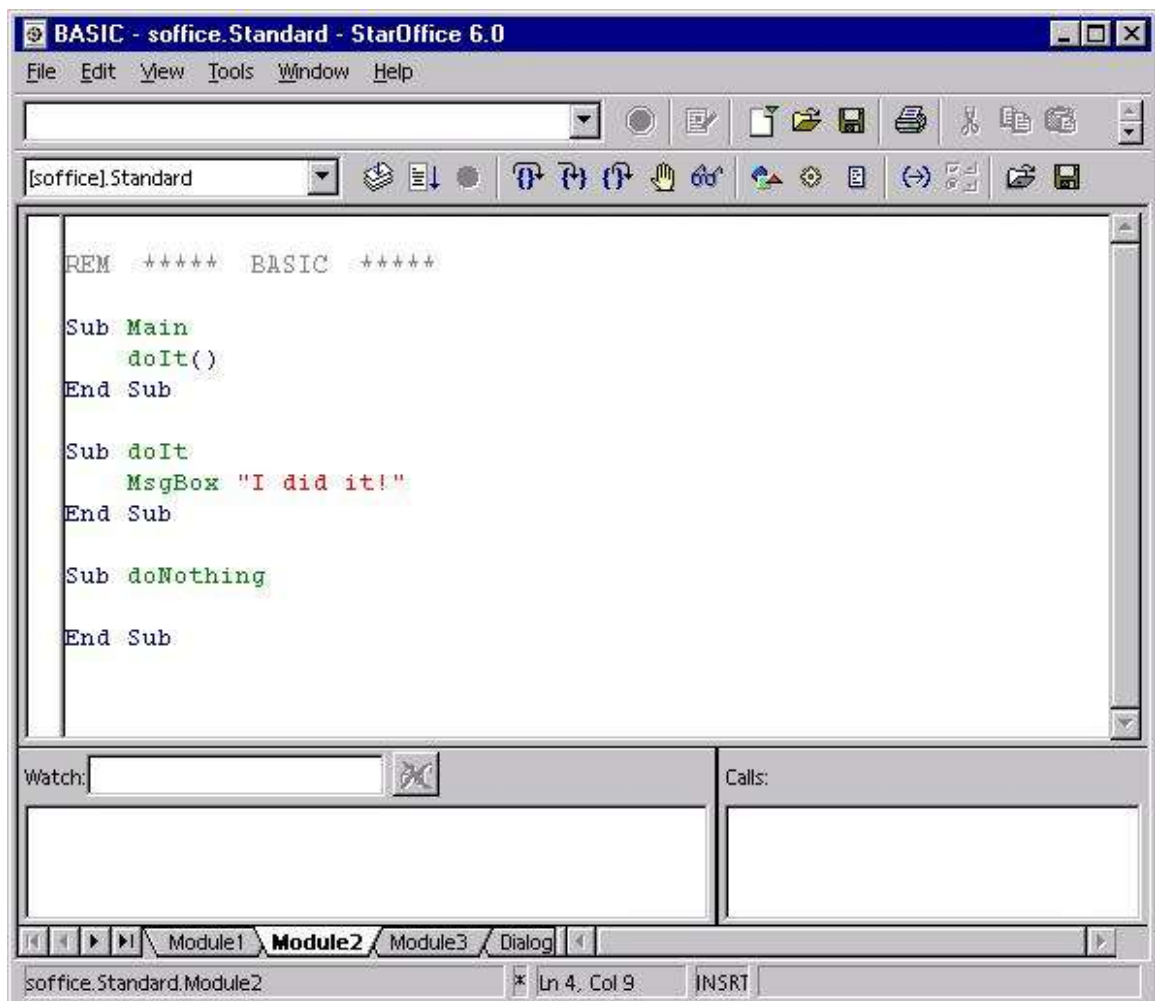 BASIC - soffice.Standard - StarOffice 6.0
File Edit View Tools Window Help
[soffice].Standard
REM ***** BASIC *****
Sub Main
doIt()
End Sub
Sub doIt
MsgBox "I did it!"
End Sub
Sub doNothing
End Sub
Watch:
Calls:
Module1 Module2 Module3 Dialog
soffice.Standard.Module2 * Ln 4, Col 9 INSRT